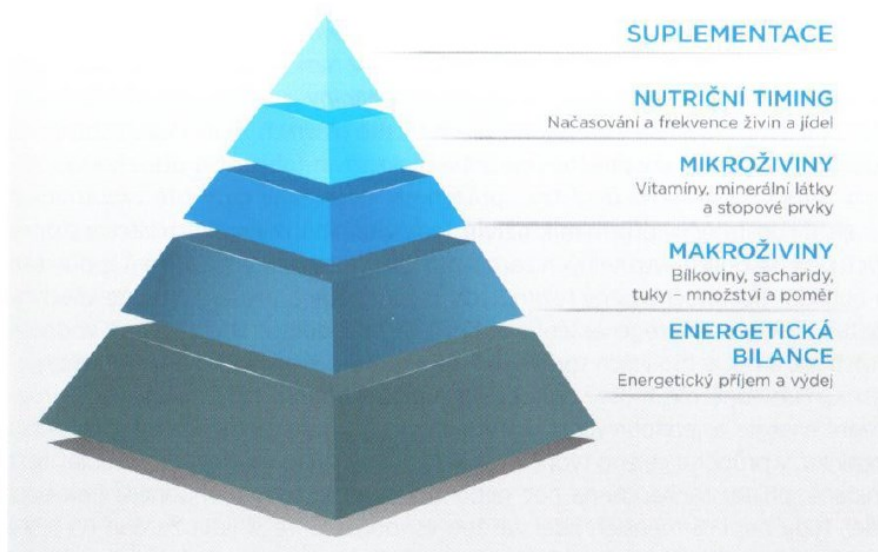 SUPLEMENTACE
NUTRIČNÍ TIMING
Načasování a frekvence živin a jídel
MIKROŽIVINY
Vitamíny, minerální látky
a stopové prvky
MAKROŽIVINY
Bílkoviny, sacharidy,
tuky – množství a poměr
ENERGETICKÁ
BILANCE
Energetický příjem a výdej